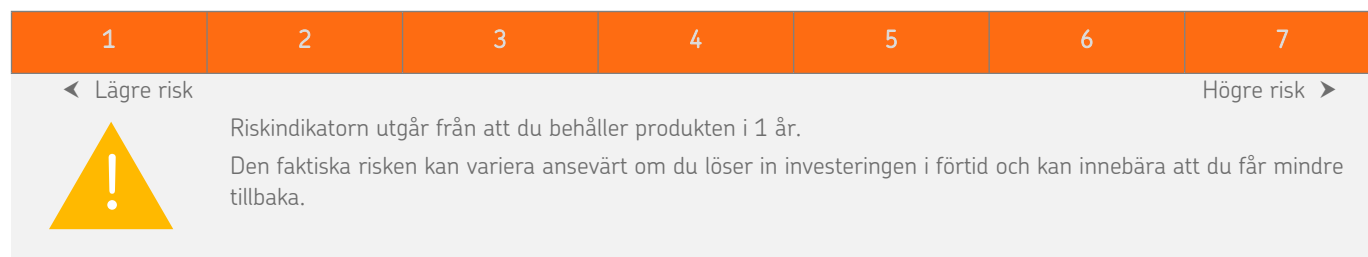 1 2 3 4 5 6 7
Lägre risk Högre risk
Riskindikatorn utgår från att du behåller produkten i 1 år.
Den faktiska risken kan variera ansevärt om du löser in investeringen i förtid och kan innebära att du får mindre
tillbaka.